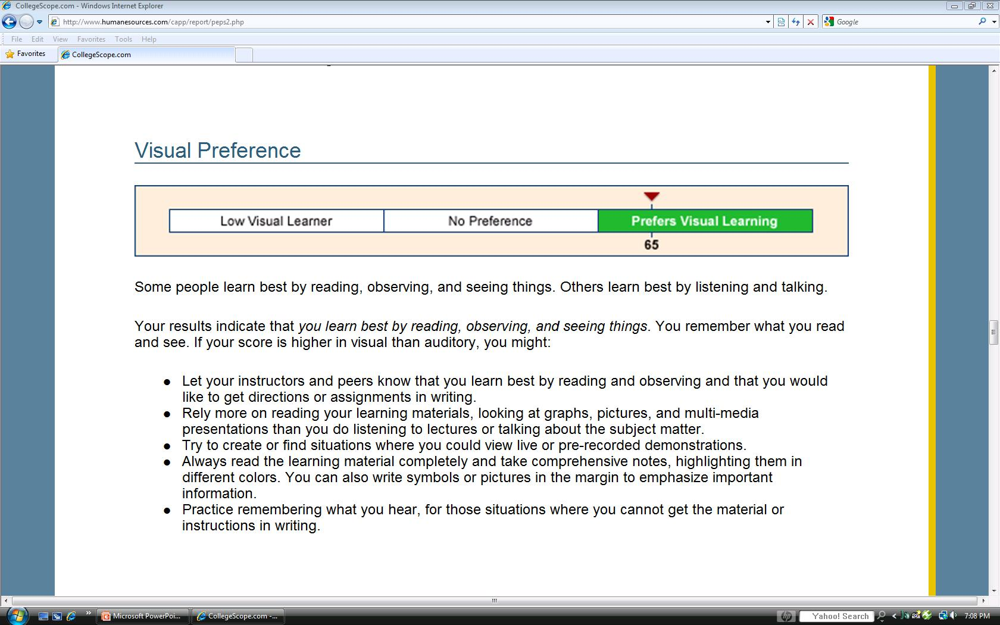 CollegeScope.com - Windows Internet Explorer
http://www.humanesources.com/capp/report/peps2.php
Google
File Edit View Favorites Tools Help
Favorites
CollegeScope.com
Visual Preference
Low Visual Learner
No Preference
Prefers Visual Learning
65
Some people learn best by reading, observing, and seeing things. Others learn best by listening and talking.
Your results indicate that you learn best by reading, observing, and seeing things. You remember what you read
and see. If your score is higher in visual than auditory, you might:
● Let your instructors and peers know that you learn best by reading and observing and that you would
like to get directions or assignments in writing.
● Rely more on reading your learning materials, looking at graphs, pictures, and multi-media
presentations than you do listening to lectures or talking about the subject matter.
● Try to create or find situations where you could view live or pre-recorded demonstrations.
● Always read the learning material completely and take comprehensive notes, highlighting them in
different colors. You can also write symbols or pictures in the margin to emphasize important
information.
● Practice remembering what you hear, for those situations where you cannot get the material or
instructions in writing.
Microsoft PowerPoi...
CollegeScope.com -...
hp
Yahoo! Search
7:08 PM